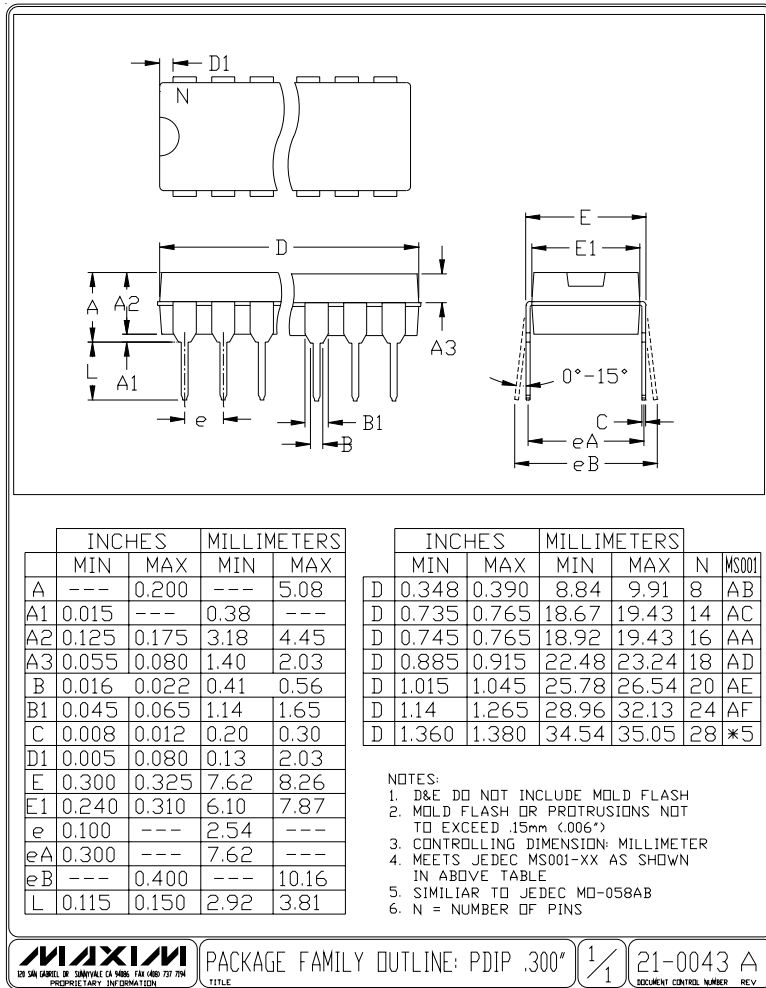 D1
N
E
E1
D
A
A2
A3
L
A1
0°-15°
e
B1
B
C
eA
eB
INCHES MILLIMETERS
MIN MAX MIN MAX
A --- 0.200 --- 5.08
A1 0.015 --- 0.38 ---
A2 0.125 0.175 3.18 4.45
A3 0.055 0.080 1.40 2.03
B 0.016 0.022 0.41 0.56
B1 0.045 0.065 1.14 1.65
C 0.008 0.012 0.20 0.30
D1 0.005 0.080 0.13 2.03
E 0.300 0.325 7.62 8.26
E1 0.240 0.310 6.10 7.87
e 0.100 --- 2.54 ---
eA 0.300 --- 7.62 ---
eB --- 0.400 --- 10.16
L 0.115 0.150 2.92 3.81
INCHES MILLIMETERS
MIN MAX MIN MAX N MS001
D 0.348 0.390 8.84 9.91 8 AB
D 0.735 0.765 18.67 19.43 14 AC
D 0.745 0.765 18.92 19.43 16 AA
D 0.885 0.915 22.48 23.24 18 AD
D 1.015 1.045 25.78 26.54 20 AE
D 1.14 1.265 28.96 32.13 24 AF
D 1.360 1.380 34.54 35.05 28 *5
NOTES:
1. D&E DO NOT INCLUDE MOLD FLASH
2. MOLD FLASH OR PROTRUSIONS NOT
TO EXCEED .15mm (.006")
3. CONTROLLING DIMENSION: MILLIMETER
4. MEETS JEDEC MS001-XX AS SHOWN
IN ABOVE TABLE
5. SIMILIAR TO JEDEC MO-058AB
6. N = NUMBER OF PINS
MAXIM
120 SAN GABRIEL DR SUNNYVALE CA 94086 FAX (408) 737 7194
PROPRIETARY INFORMATION
PACKAGE FAMILY OUTLINE: PDIP .300"
TITLE
1/1
21-0043 A
DOCUMENT CONTROL NUMBER REV